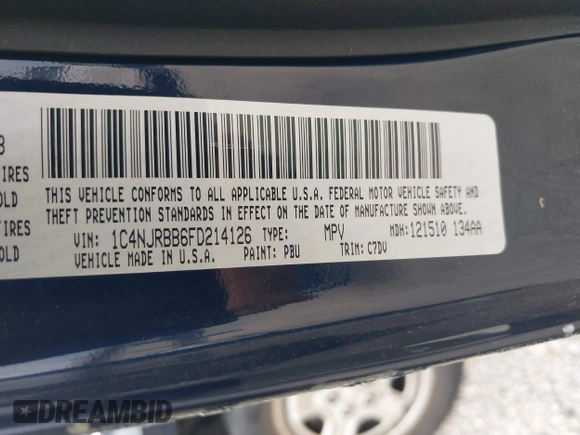 8
IRES
THIS VEHICLE CONFORMS TO ALL APPLICABLE U.S.A. FEDERAL MOTOR VEHICLE SAFETY AND
OLD
THEFT PREVENTION STANDARDS IN EFFECT ON THE DATE OF MANUFACTURE SHOWN ABOVE.
IRES
VIN: 1C4NJRBB6FD214126 TYPE: MPV MDH: 121510 134AA
OLD
VEHICLE MADE IN U.S.A. PAINT: PBU TRIM: C7DV
DREAMBID